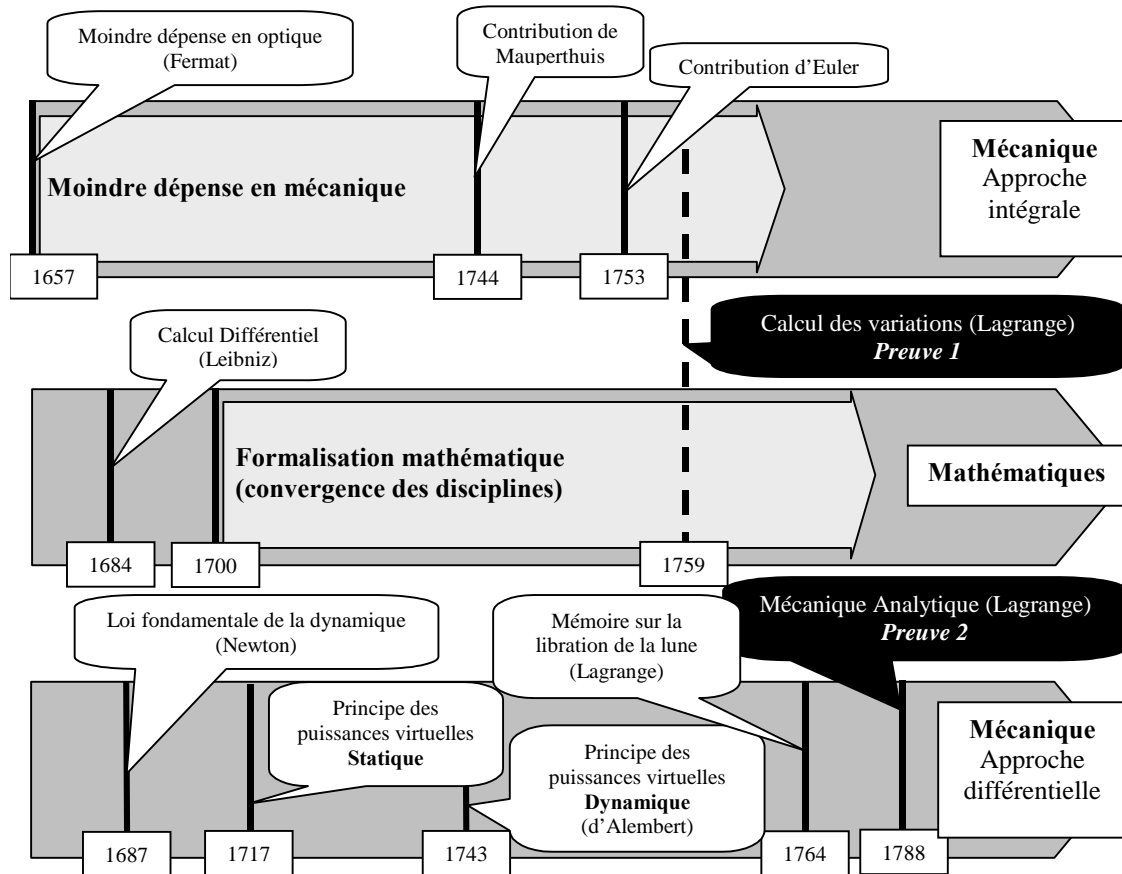 Moindre dépense en optique
(Fermat)
Contribution de
Mauperthuis
Contribution d’Euler
Moindre dépense en mécanique
Mécanique
Approche
intégrale
1657
1744
1753
Calcul Différentiel
(Leibniz)
Calcul des variations (Lagrange)
Preuve 1
Formalisation mathématique
(convergence des disciplines)
Mathématiques
1684
1700
1759
Loi fondamentale de la dynamique
(Newton)
Mémoire sur la
libration de la lune
(Lagrange)
Mécanique Analytique (Lagrange)
Preuve 2
Principe des
puissances virtuelles
Statique
Principe des
puissances virtuelles
Dynamique
(d’Alembert)
Mécanique
Approche
différentielle
1687
1717
1743
1764
1788